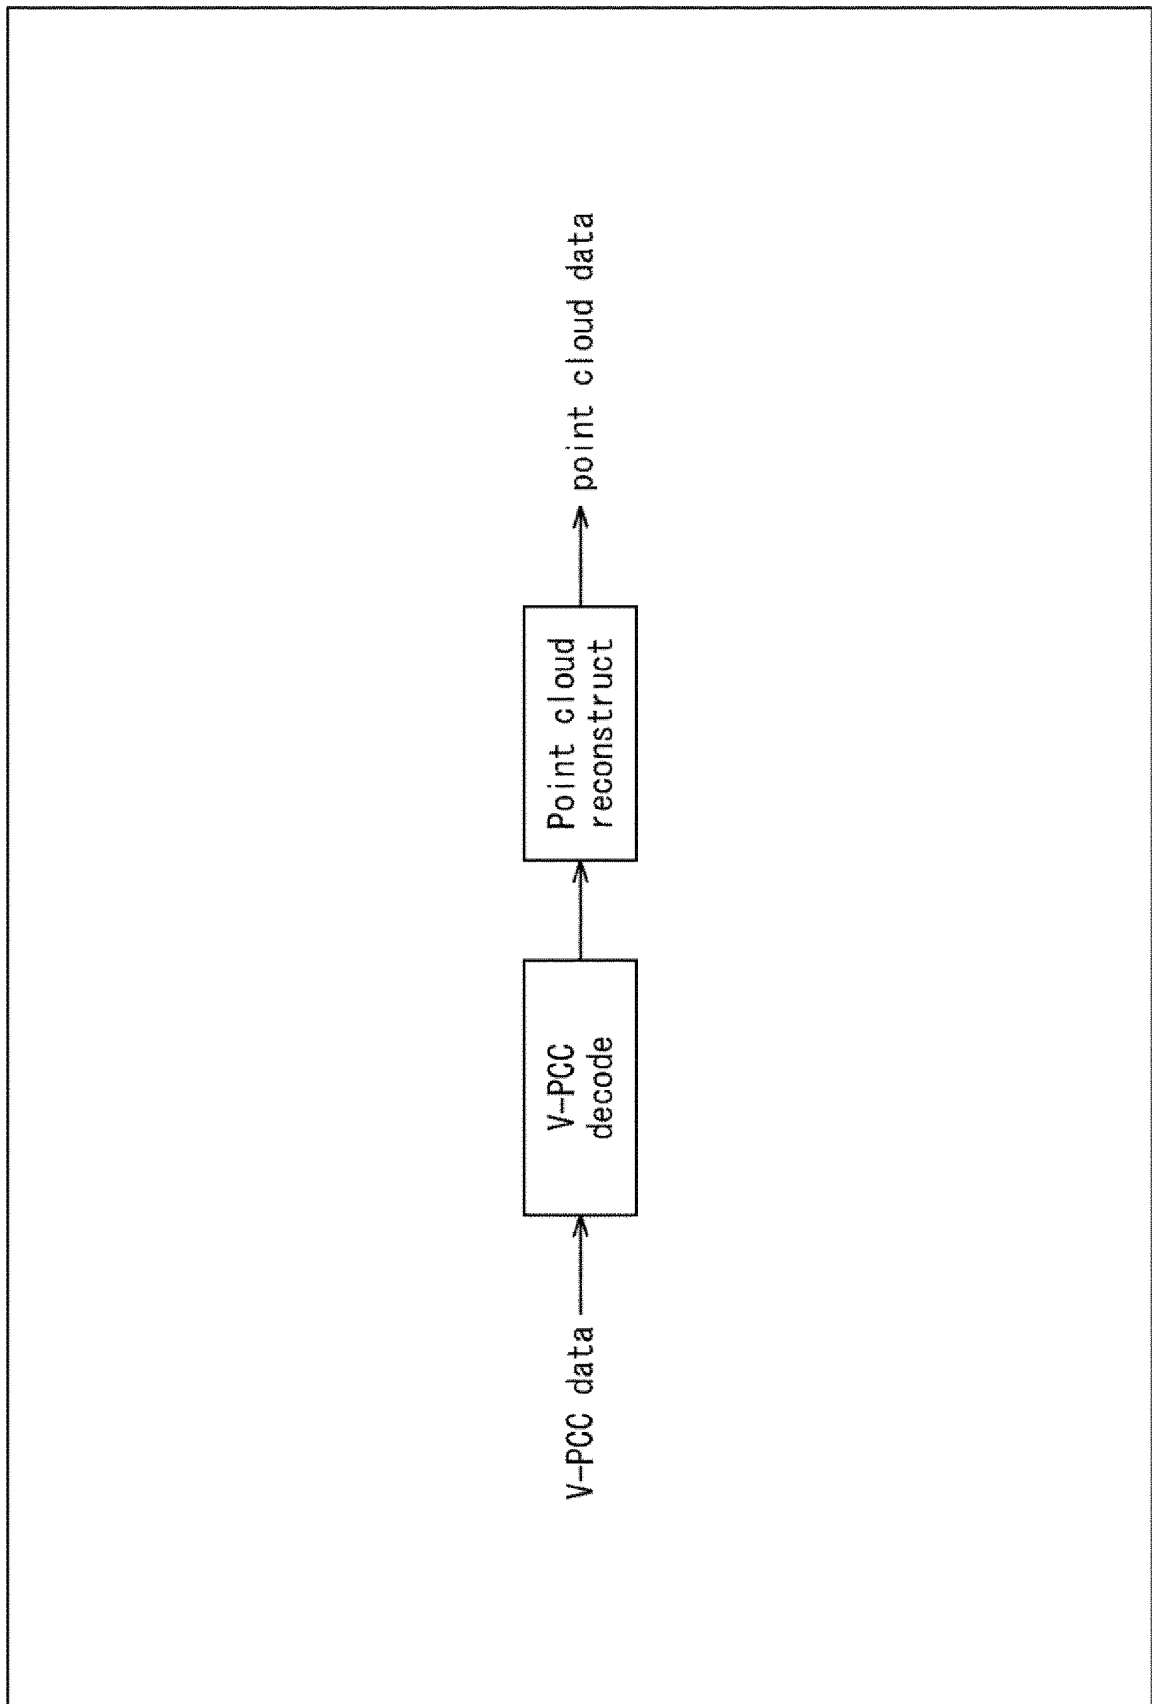 V-PCC data
V-PCC
decode
Point cloud
reconstruct
point cloud data